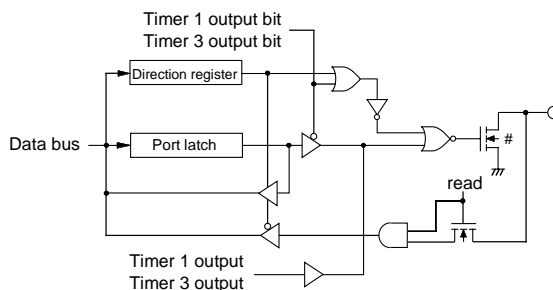 Timer 1 output bit
Timer 3 output bit
Direction register
Data bus
Port latch
#
read
Timer 1 output
Timer 3 output